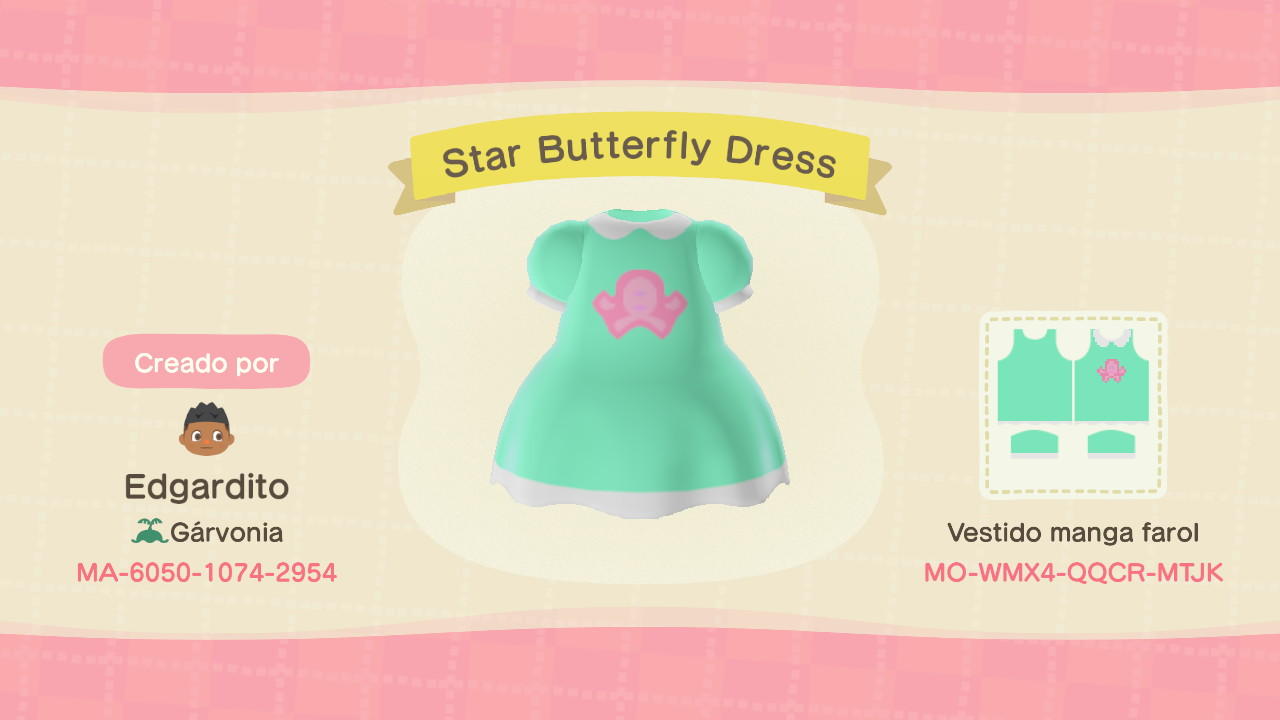 Star Butterfly Dress
Creado por
Edgardito
Gárvonia
MA-6050-1074-2954
Vestido manga farol
MO-WMX4-QQCR-MTJK